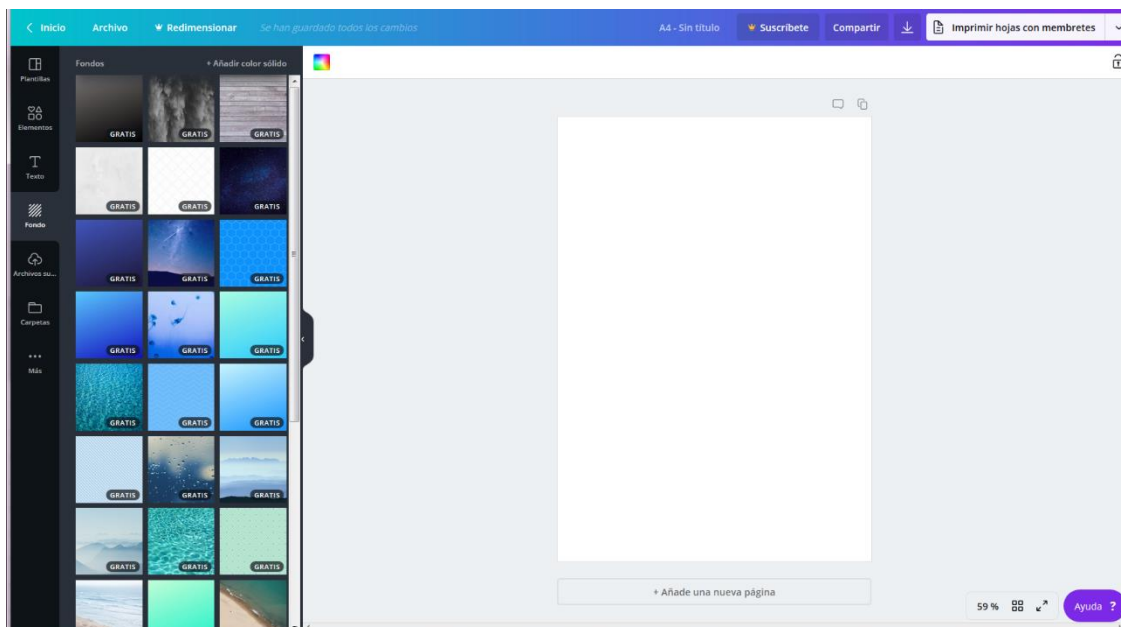 Inicio
Archivo
Redimensionar
Se han guardado todos los cambios
A4 - Sin título
Suscríbete
Compartir
Imprimir hojas con membretes
Plantillas
Elementos
Texto
Fondo
Archivos su...
Carpetas
Más
Fondos
+ Añadir color sólido
GRATIS GRATIS GRATIS
GRATIS GRATIS GRATIS
GRATIS GRATIS GRATIS
GRATIS GRATIS GRATIS
GRATIS GRATIS GRATIS
GRATIS GRATIS GRATIS
GRATIS GRATIS GRATIS
+ Añade una nueva página
59 %
Ayuda ?